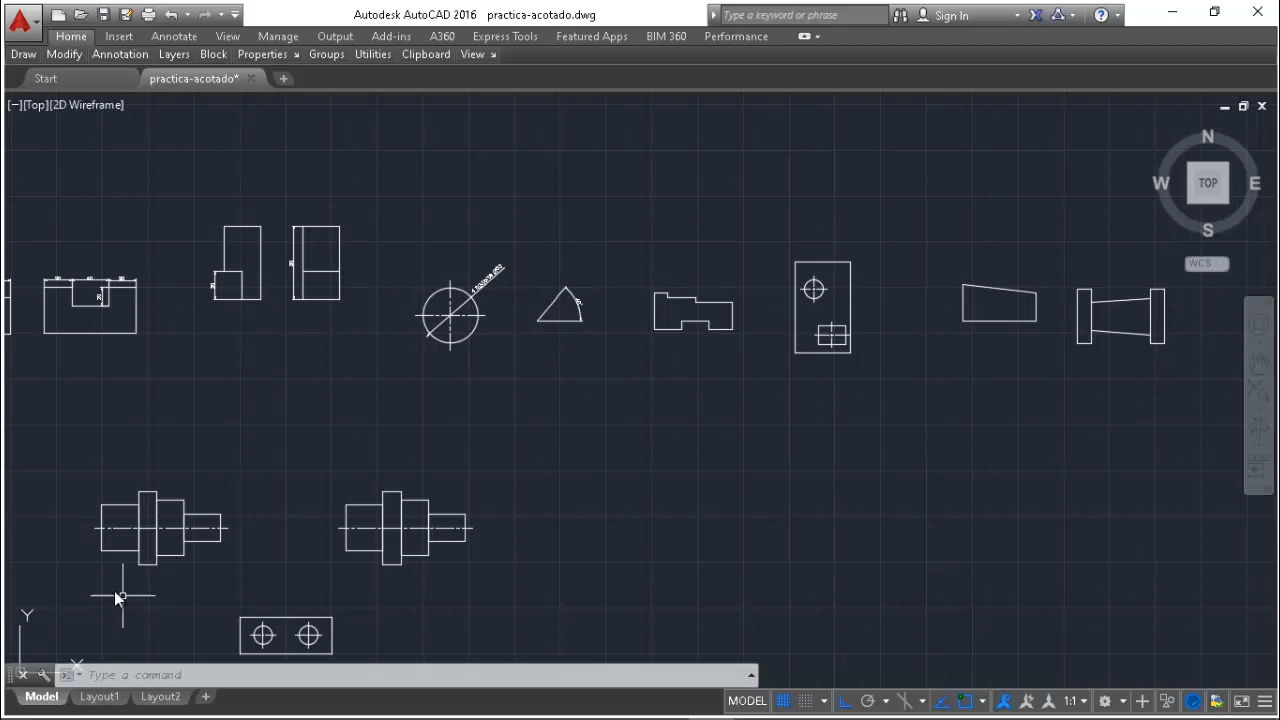 Autodesk AutoCAD 2016 practica-acotado.dwg
Type a keyword or phrase
Sign In
Home Insert Annotate View Manage Output Add-ins A360 Express Tools Featured Apps BIM 360 Performance
Draw Modify Annotation Layers Block Properties Groups Utilities Clipboard View
Start practica-acotado*
[−][Top][2D Wireframe]
N
W TOP E
S
WCS
Y
X
Type a command
Model Layout1 Layout2
MODEL 1:1